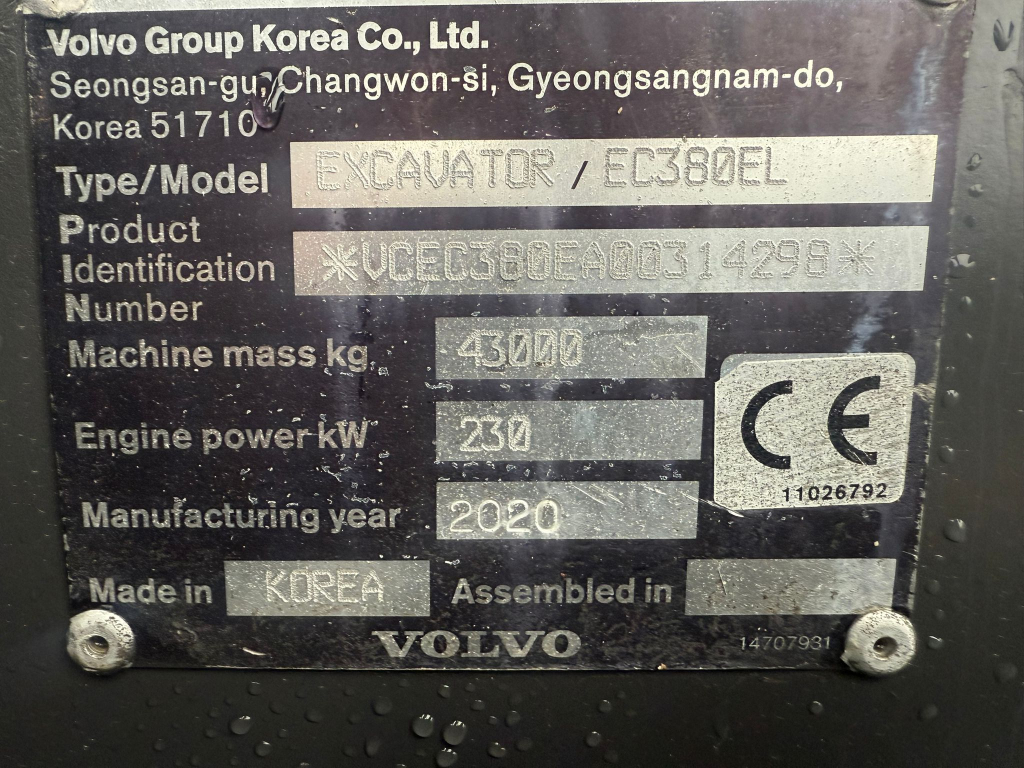 Volvo Group Korea Co., Ltd.
Seongsan-gu, Changwon-si, Gyeongsangnam-do,
Korea 51710
Type/Model EXCAVATOR / EC380EL
Product
Identification *VCEC380EA00314298*
Number
Machine mass kg 43000
Engine power kW 230
CE
11026792
Manufacturing year 2020
Made in KOREA Assembled in
VOLVO
14707931